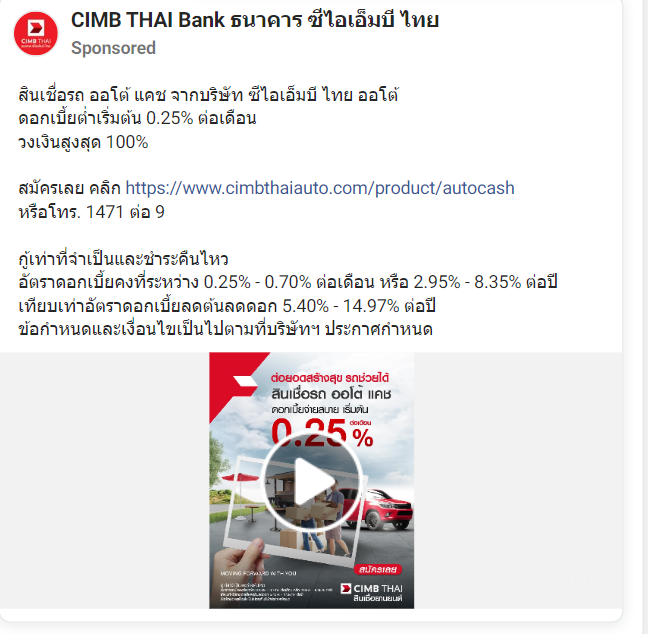 CIMB THAI
CIMB THAI Bank ธนาคาร ซีไอเอ็มบี ไทย
Sponsored
สินเชื่อรถ ออโต้ แคช จากบริษัท ซีไอเอ็มบี ไทย ออโต้
ดอกเบี้ยต่ำเริ่มต้น 0.25% ต่อเดือน
วงเงินสูงสุด 100%
สมัครเลย คลิก https://www.cimbthaiauto.com/product/autocash
หรือโทร. 1471 ต่อ 9
กู้เท่าที่จำเป็นและชำระคืนไหว
อัตราดอกเบี้ยคงที่ระหว่าง 0.25% - 0.70% ต่อเดือน หรือ 2.95% - 8.35% ต่อปี
เทียบเท่าอัตราดอกเบี้ยลดต้นลดดอก 5.40% - 14.97% ต่อปี
ข้อกำหนดและเงื่อนไขเป็นไปตามที่บริษัทฯ ประกาศกำหนด
ต่อยอดสร้างสุข รถช่วยได้
สินเชื่อรถ ออโต้ แคช
ดอกเบี้ยจ่ายสบาย เริ่มต้น
0.25% ต่อเดือน
สมัครเลย
MOVING FORWARD WITH YOU
CIMB THAI
สินเชื่อยานยนต์